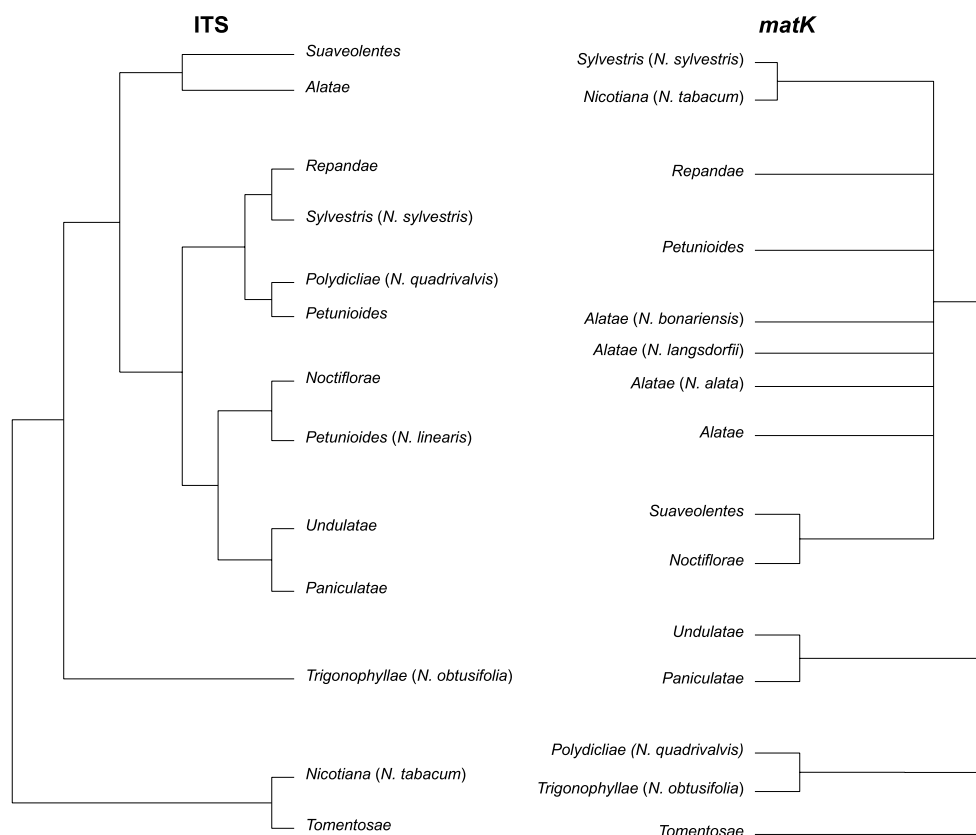 ITS
Suaveolentes
Alatae
Repandae
Sylvestris (N. sylvestris)
Polydicliae (N. quadrivalvis)
Petunioides
Noctiflorae
Petunioides (N. linearis)
Undulatae
Paniculatae
Trigonophyllae (N. obtusifolia)
Nicotiana (N. tabacum)
Tomentosae
matK
Sylvestris (N. sylvestris)
Nicotiana (N. tabacum)
Repandae
Petunioides
Alatae (N. bonariensis)
Alatae (N. langsdorfii)
Alatae (N. alata)
Alatae
Suaveolentes
Noctiflorae
Undulatae
Paniculatae
Polydicliae (N. quadrivalvis)
Trigonophyllae (N. obtusifolia)
Tomentosae